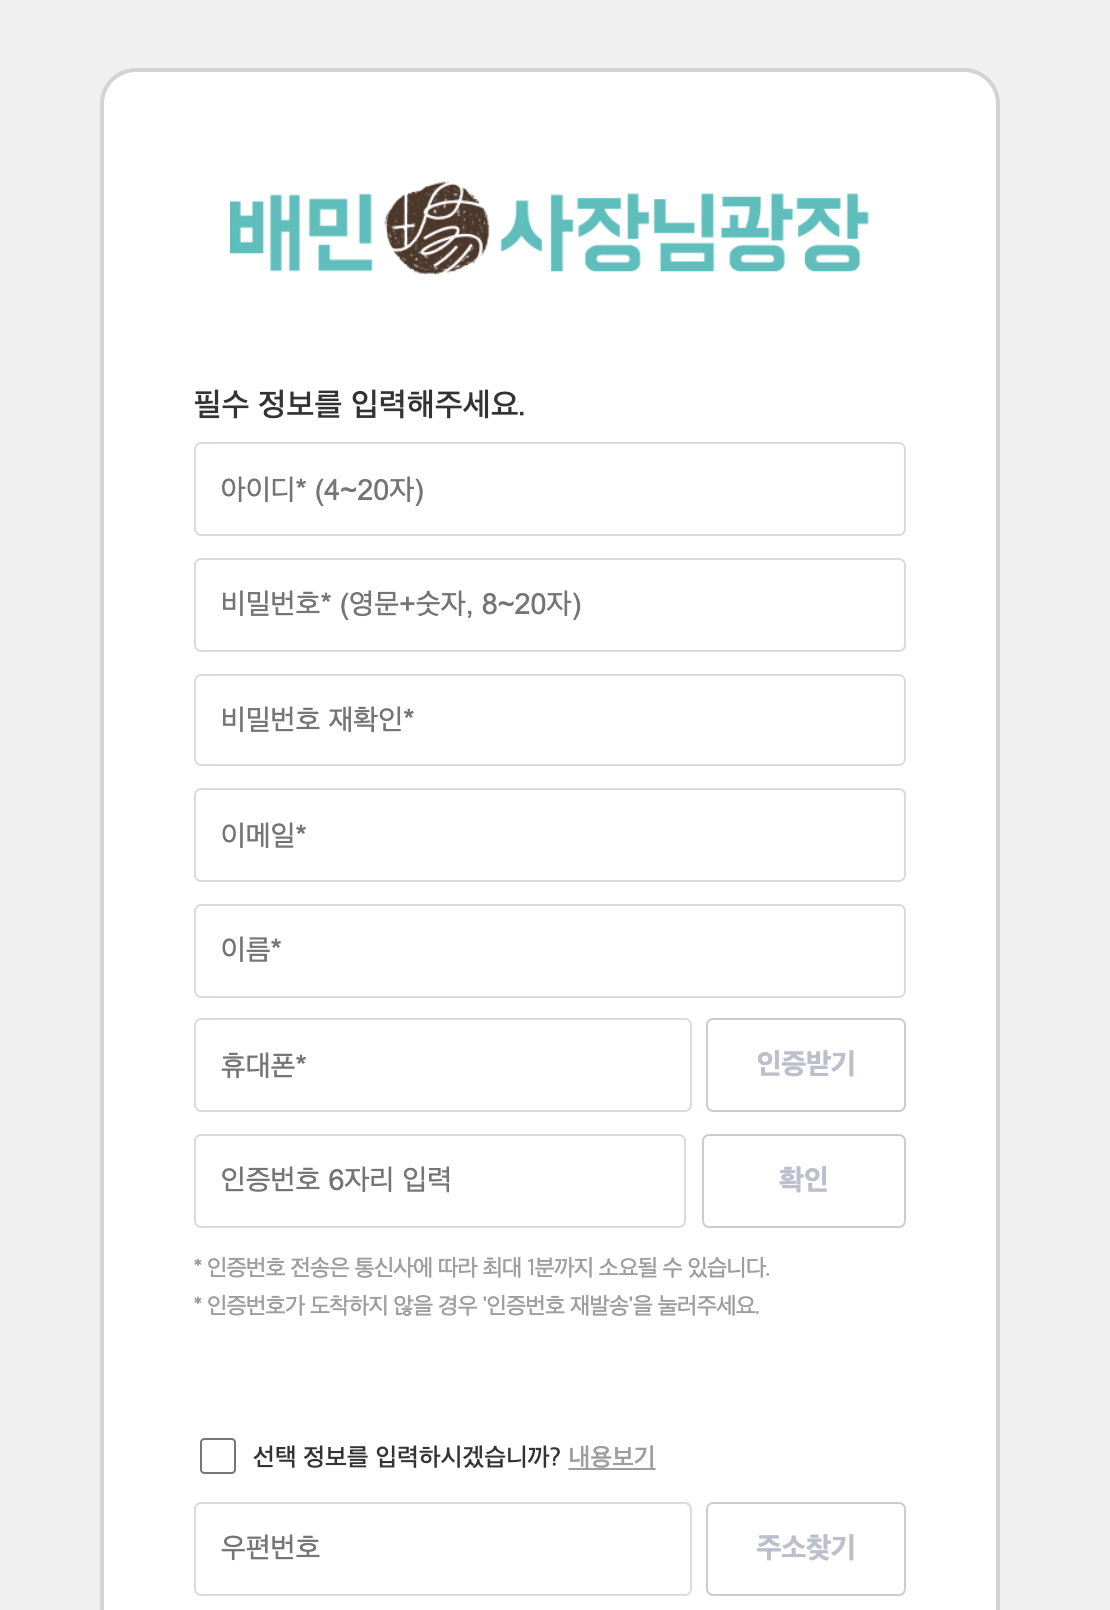 배민 場 사장님광장
필수 정보를 입력해주세요.
아이디* (4~20자)
비밀번호* (영문+숫자, 8~20자)
비밀번호 재확인*
이메일*
이름*
휴대폰* 인증받기
인증번호 6자리 입력 확인
* 인증번호 전송은 통신사에 따라 최대 1분까지 소요될 수 있습니다.
* 인증번호가 도착하지 않을 경우 '인증번호 재발송'을 눌러주세요.
선택 정보를 입력하시겠습니까? 내용보기
우편번호 주소찾기